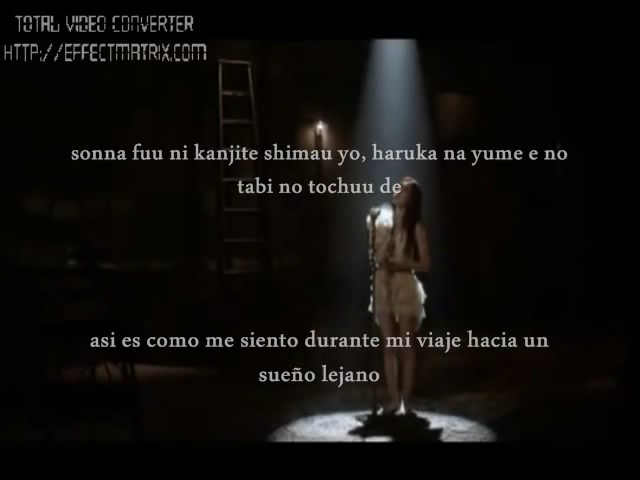 TOTAL VIDEO CONVERTER
HTTP://EFFECTMATRIX.COM
sonna fuu ni kanjite shimau yo, haruka na yume e no
tabi no tochuu de
asi es como me siento durante mi viaje hacia un
sueño lejano